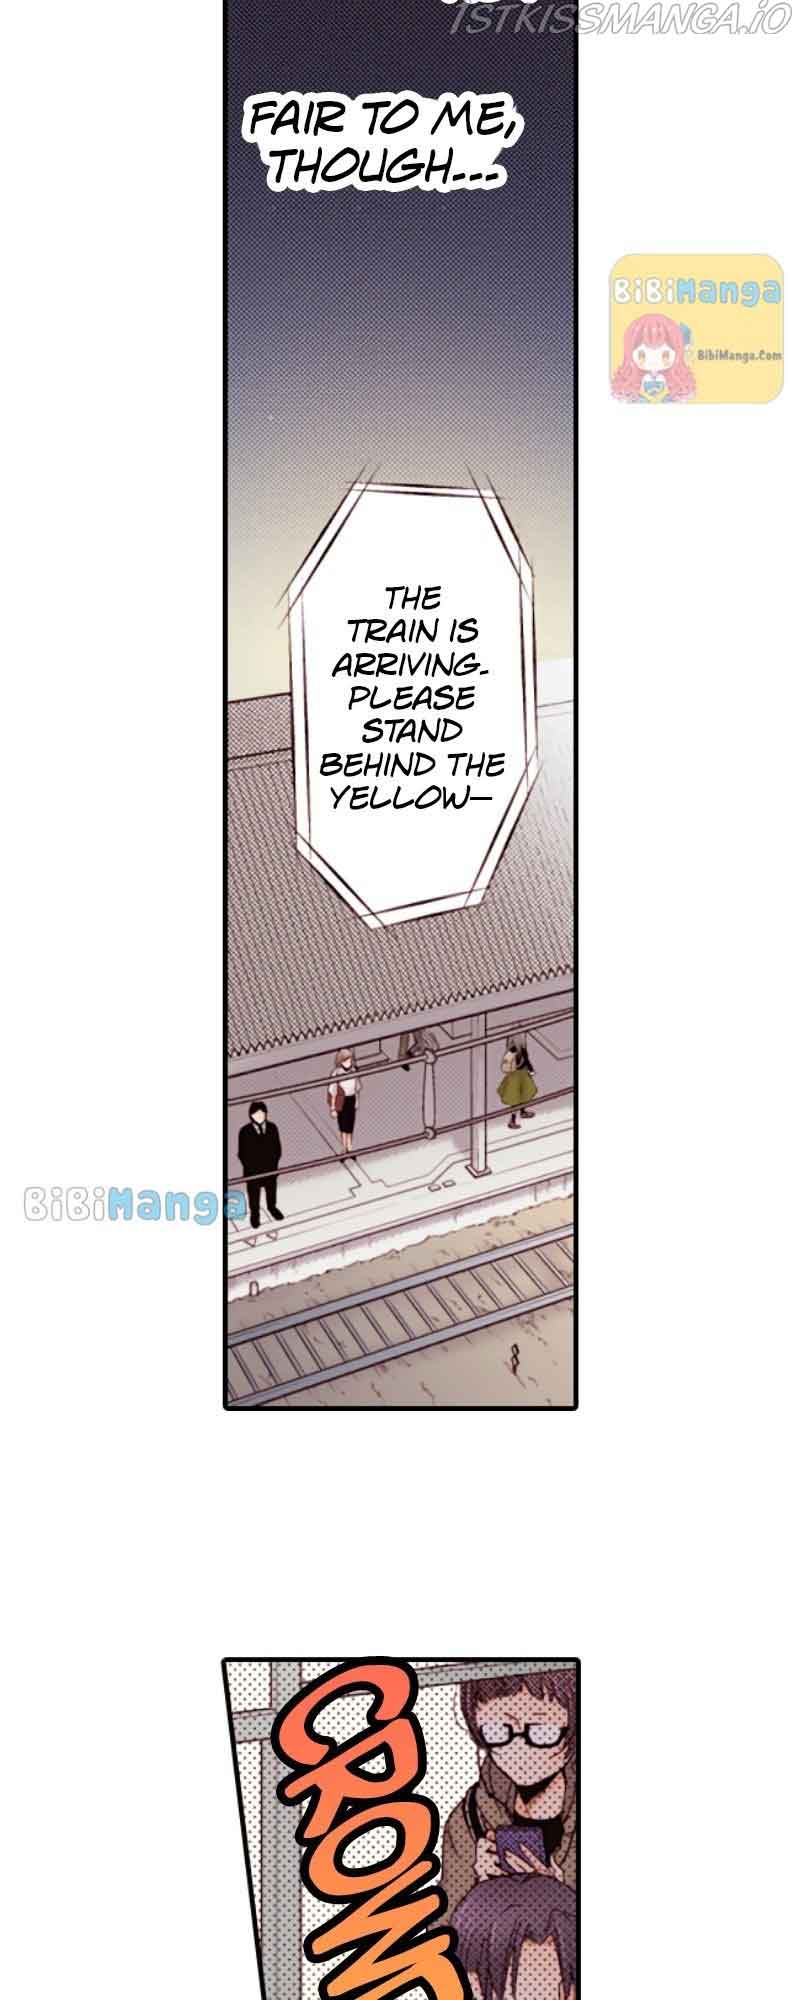 1STKISSMANGA.IO
FAIR TO ME,
THOUGH...
BiBiManga
BibiManga.Com
THE
TRAIN IS
ARRIVING.
PLEASE
STAND
BEHIND THE
YELLOW—
BiBiManga